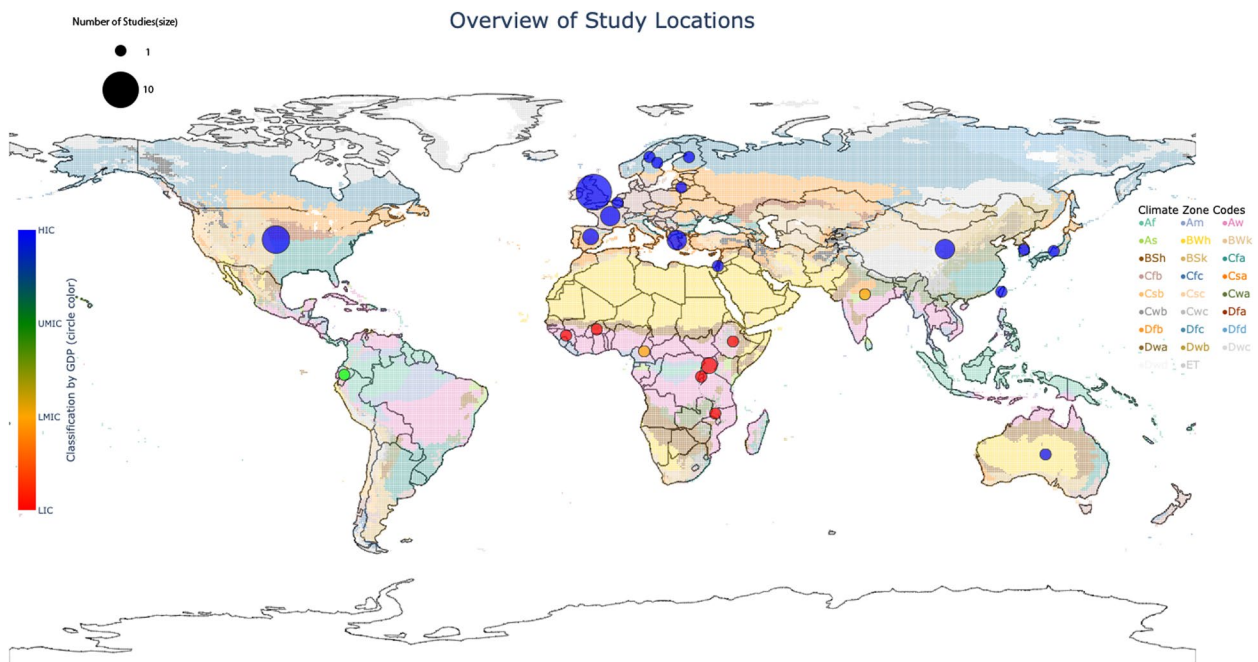 Overview of Study Locations
Number of Studies(size)
1
10
HIC
UMIC
LMIC
LIC
Classification by GDP (circle color)
Climate Zone Codes
Af Am Aw
As BWh BWk
BSh BSk Cfa
Cfb Cfc Csa
Csb Csc Cwa
Cwb Cwc Dfa
Dfb Dfc Dfd
Dwa Dwb Dwc
ET